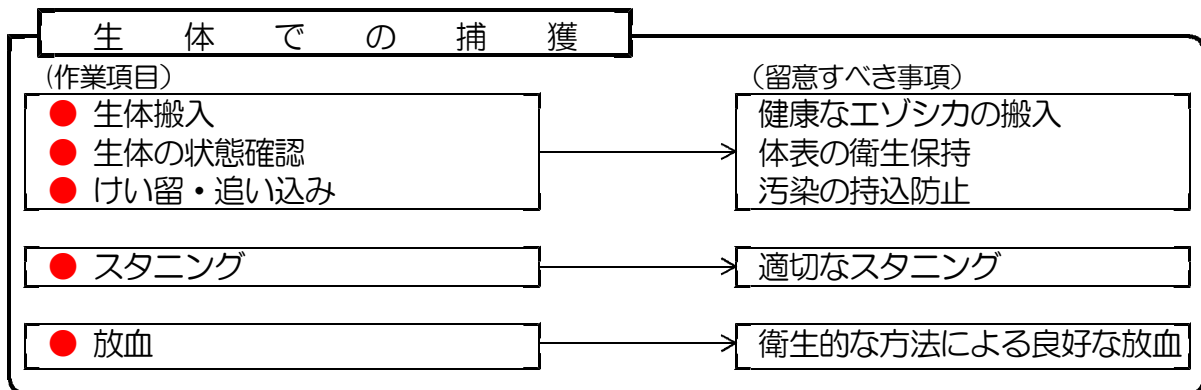 生体での捕獲
(作業項目) (留意すべき事項)
● 生体搬入 健康なエゾシカの搬入
● 生体の状態確認 体表の衛生保持
● けい留・追い込み 汚染の持込防止
● スタニング 適切なスタニング
● 放血 衛生的な方法による良好な放血